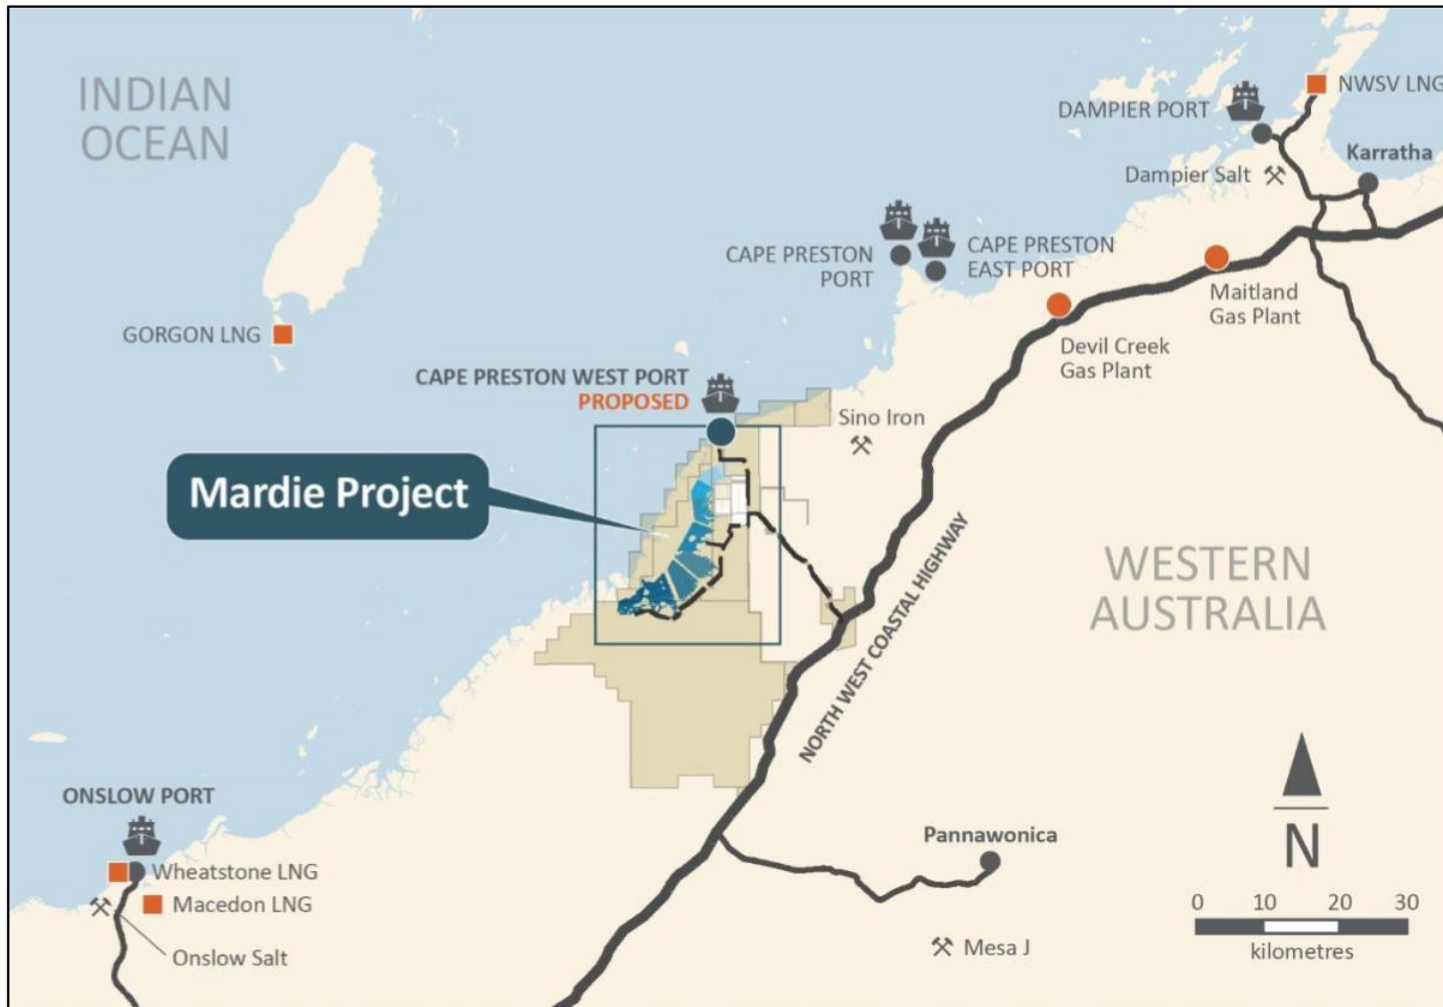 INDIAN
OCEAN
NWSV LNG
DAMPIER PORT
Karratha
Dampier Salt
CAPE PRESTON
PORT
CAPE PRESTON
EAST PORT
Maitland
Gas Plant
GORGON LNG
Devil Creek
Gas Plant
CAPE PRESTON WEST PORT
PROPOSED
Sino Iron
Mardie Project
NORTH WEST COASTAL HIGHWAY
WESTERN
AUSTRALIA
ONSLOW PORT
Wheatstone LNG
Macedon LNG
Onslow Salt
Pannawonica
Mesa J
N
0 10 20 30
kilometres